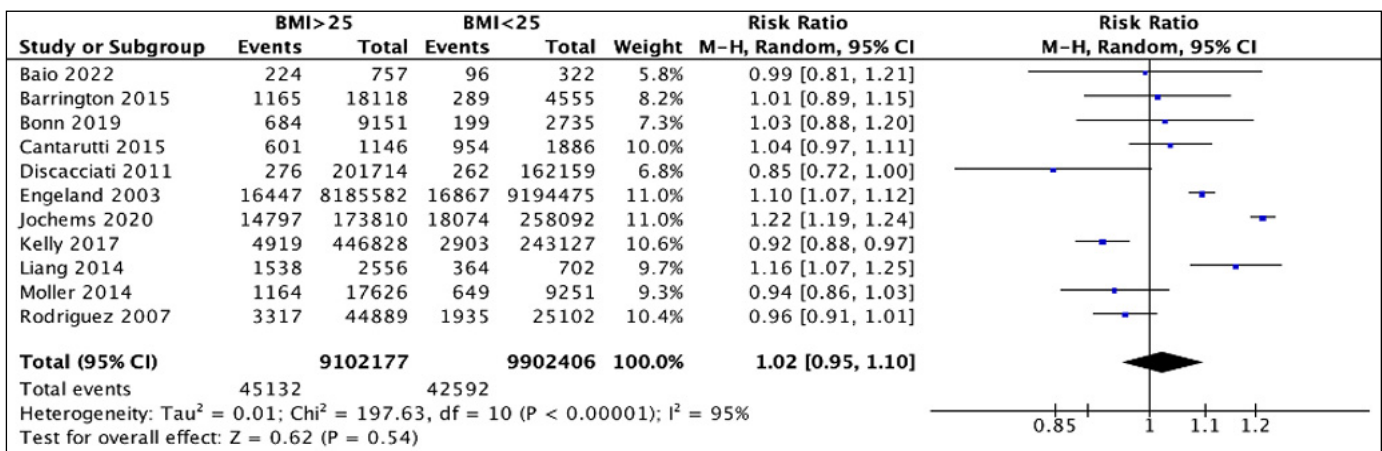 BMI>25 BMI<25 Risk Ratio Risk Ratio
Study or Subgroup Events Total Events Total Weight M-H, Random, 95% CI M-H, Random, 95% CI
Baio 2022 224 757 96 322 5.8% 0.99 [0.81, 1.21]
Barrington 2015 1165 18118 289 4555 8.2% 1.01 [0.89, 1.15]
Bonn 2019 684 9151 199 2735 7.3% 1.03 [0.88, 1.20]
Cantarutti 2015 601 1146 954 1886 10.0% 1.04 [0.97, 1.11]
Discacciati 2011 276 201714 262 162159 6.8% 0.85 [0.72, 1.00]
Engeland 2003 16447 8185582 16867 9194475 11.0% 1.10 [1.07, 1.12]
Jochems 2020 14797 173810 18074 258092 11.0% 1.22 [1.19, 1.24]
Kelly 2017 4919 446828 2903 243127 10.6% 0.92 [0.88, 0.97]
Liang 2014 1538 2556 364 702 9.7% 1.16 [1.07, 1.25]
Moller 2014 1164 17626 649 9251 9.3% 0.94 [0.86, 1.03]
Rodriguez 2007 3317 44889 1935 25102 10.4% 0.96 [0.91, 1.01]
Total (95% CI) 9102177 9902406 100.0% 1.02 [0.95, 1.10]
Total events 45132 42592
Heterogeneity: Tau² = 0.01; Chi² = 197.63, df = 10 (P < 0.00001); I² = 95%
Test for overall effect: Z = 0.62 (P = 0.54)
0.85 1 1.1 1.2